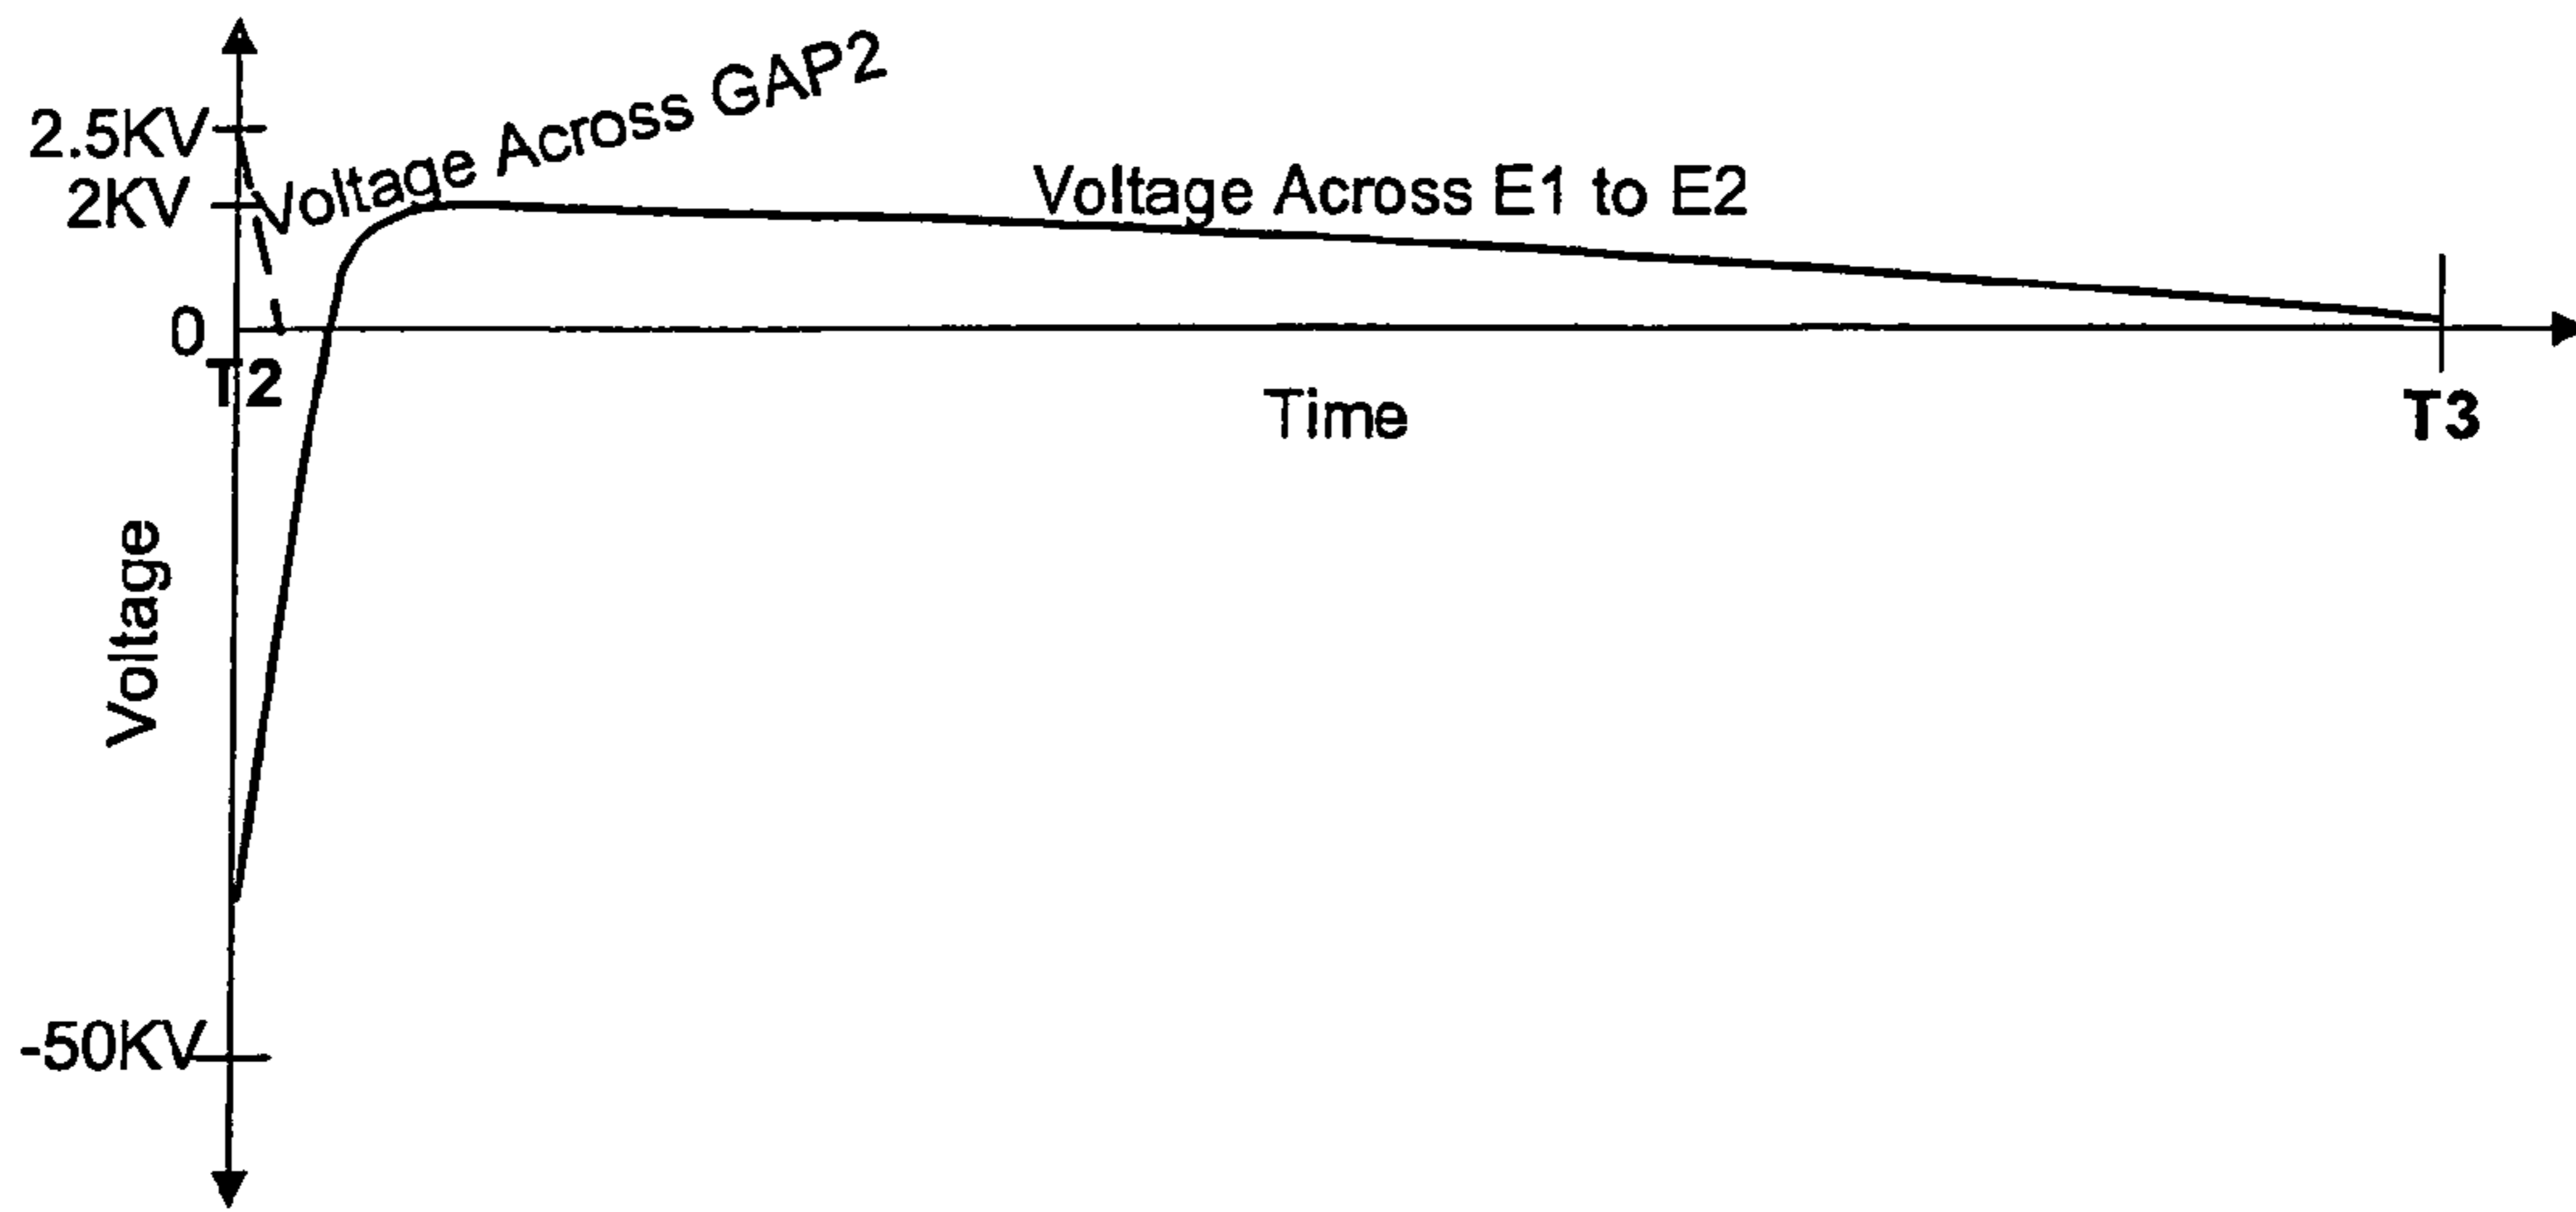 Voltage Across GAP2
2.5KV
2KV
Voltage Across E1 to E2
0
T2
Time
T3
Voltage
-50KV